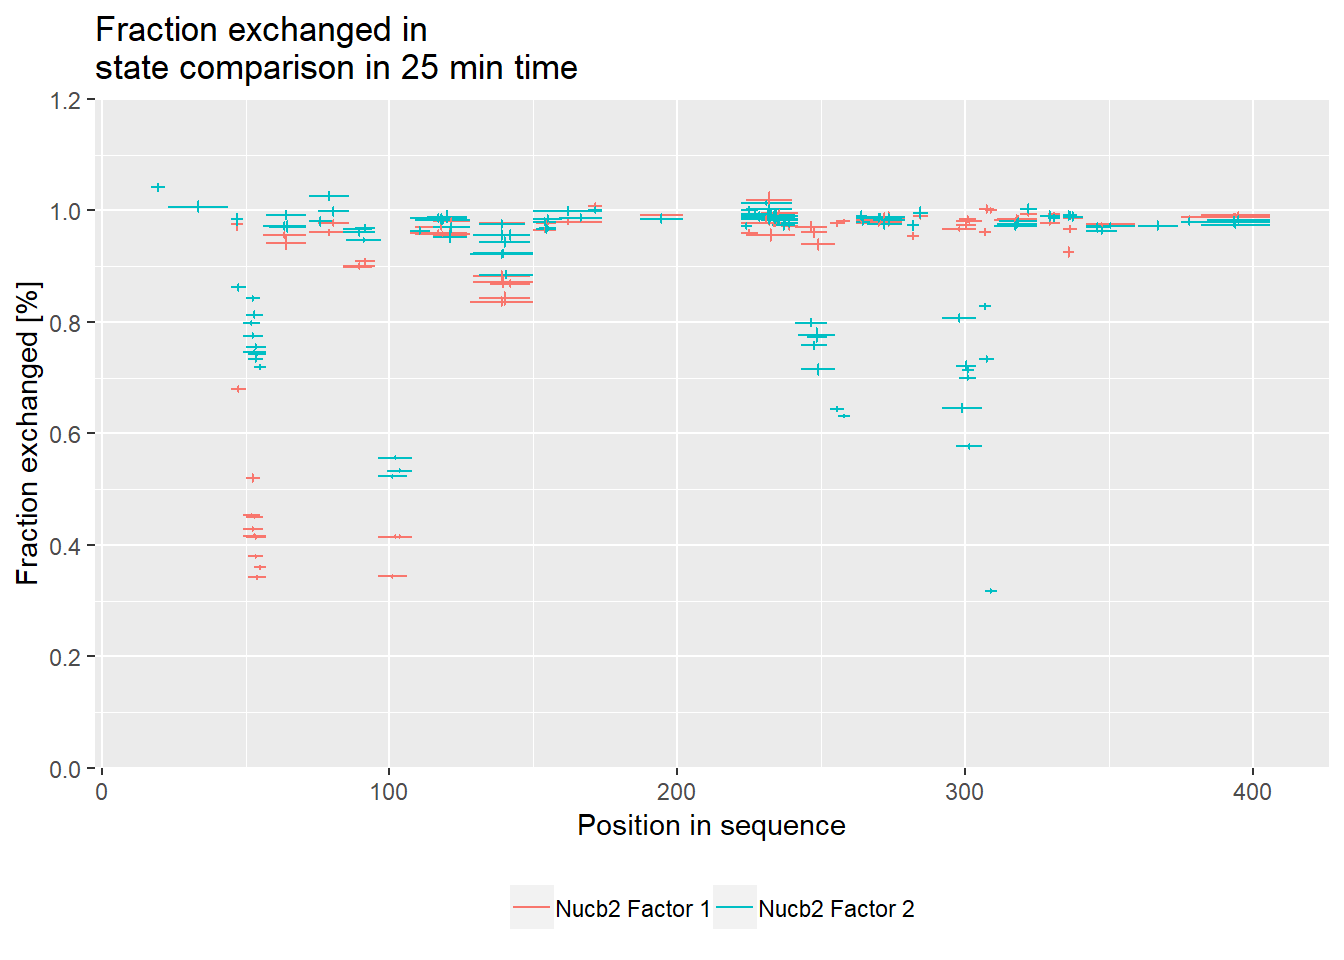 Fraction exchanged in
state comparison in 25 min time
Fraction exchanged [%]
1.2
1.0
0.8
0.6
0.4
0.2
0.0
0 100 200 300 400
Position in sequence
Nucb2 Factor 1 Nucb2 Factor 2